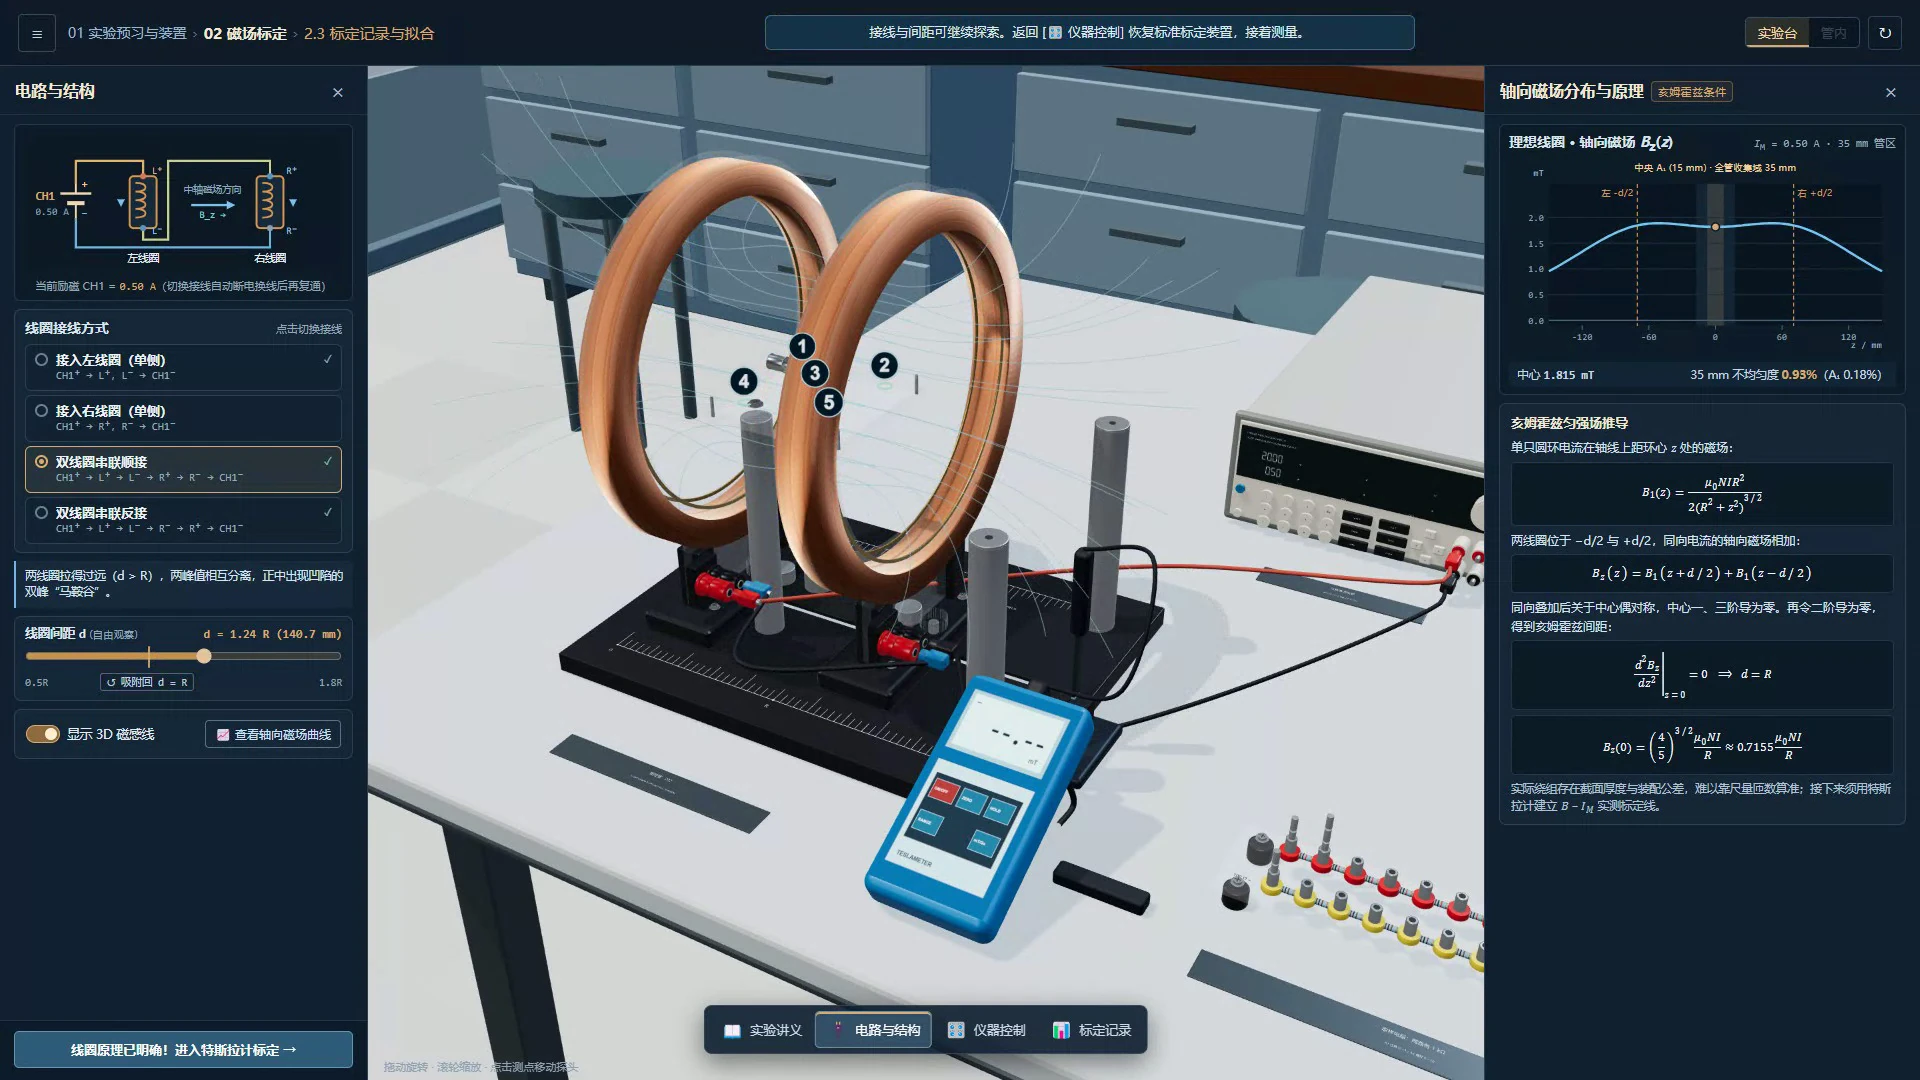 ≡ 01 实验预习与装置 › 02 磁场标定 › 2.3 标定记录与拟合
接线与间距可继续探索。返回 [🎛 仪器控制] 恢复标准标定装置，接着测量。
实验台 管内 ↻
电路与结构 ×
CH1
0.50 A
+
−
L⁺
L⁻
中轴磁场方向
B_z →
R⁺
R⁻
左线圈 右线圈
当前励磁 CH1 = 0.50 A (切换接线自动断电换线后再复通)
线圈接线方式 点击切换接线
接入左线圈（单侧） ✓
CH1⁺ → L⁺, L⁻ → CH1⁻
接入右线圈（单侧）
CH1⁺ → R⁺, R⁻ → CH1⁻
双线圈串联顺接 ✓
CH1⁺ → L⁺ → L⁻ → R⁺ → R⁻ → CH1⁻
双线圈串联反接 ✓
CH1⁺ → L⁺ → L⁻ → R⁻ → R⁺ → CH1⁻
两线圈拉得过远（d > R），两峰值相互分离，正中出现凹陷的
双峰“马鞍谷”。
线圈间距 d (自由观察) d = 1.24 R (140.7 mm)
0.5R ↺ 吸附回 d = R 1.8R
显示 3D 磁感线 📈 查看轴向磁场曲线
线圈原理已明确！进入特斯拉计标定 →
1
2
3
4
5
20.00
0.50
--.--
mT
ON/OFF
ZERO
HOLD
RANGE
TESLAMETER
📖 实验讲义 电路与结构 🎛 仪器控制 📊 标定记录
拖动旋转 · 滚轮缩放 · 点击测点移动探头
轴向磁场分布与原理 亥姆霍兹条件 ×
理想线圈 • 轴向磁场 B_z(z) I_M = 0.50 A · 35 mm 管区
中央 A₁ (15 mm) · 全管收集域 35 mm
mT
左 -d/2 右 +d/2
2.0
1.5
1.0
0.5
0.0
-120 -60 0 60 120
z / mm
中心 1.815 mT 35 mm 不均匀度 0.93% (A₁ 0.18%)
亥姆霍兹匀强场推导
单只圆环电流在轴线上距环心 z 处的磁场：
B₁(z) = μ₀NIR² / 2(R² + z²)^{3/2}
两线圈位于 −d/2 与 +d/2，同向电流的轴向磁场相加：
B_z(z) = B₁(z + d/2) + B₁(z − d/2)
同向叠加后关于中心偶对称，中心一、三阶导为零。再令二阶导为零，
得到亥姆霍兹间距：
d²B_z/dz² |_{z=0} = 0 ⟹ d = R
B_z(0) = (4/5)^{3/2} μ₀NI/R ≈ 0.7155 μ₀NI/R
实际绕组存在截面厚度与装配公差，难以靠尺量匝数算准；接下来须用特斯
拉计建立 B − I_M 实测标定线。